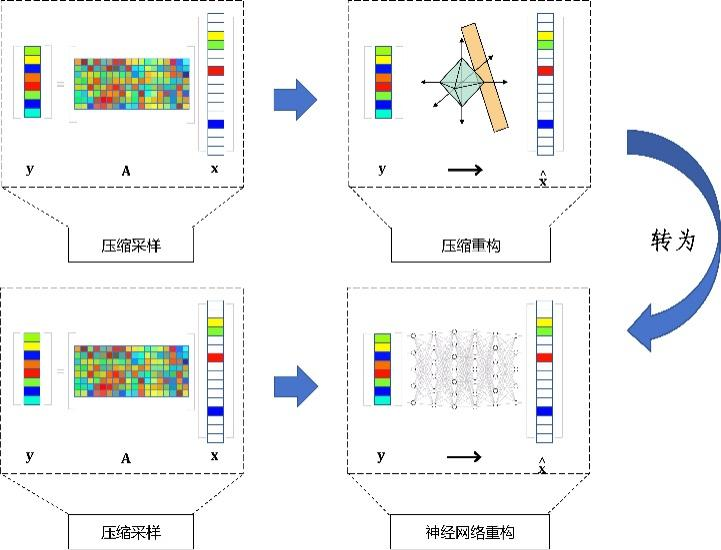 y = A x
y x̂
压缩采样 压缩重构
转为
y = A x
y x̂
压缩采样 神经网络重构